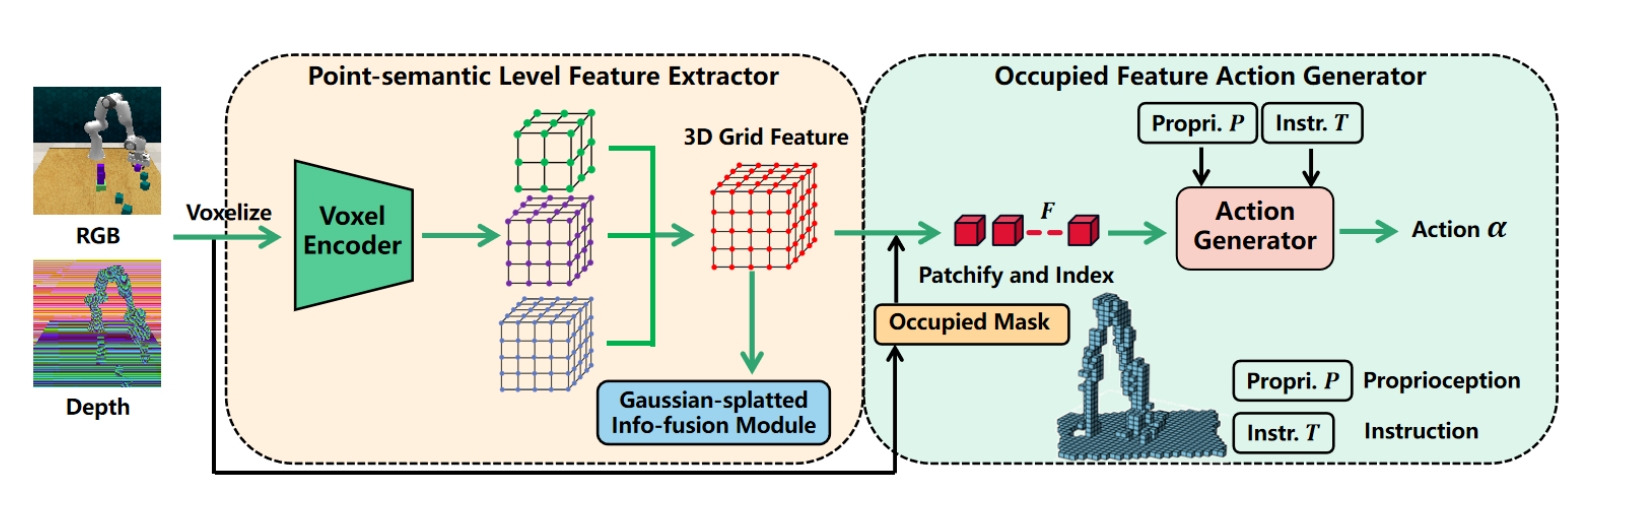 Point-semantic Level Feature Extractor
Occupied Feature Action Generator
RGB
Depth
Voxelize
Voxel
Encoder
3D Grid Feature
Gaussian-splatted
Info-fusion Module
Propri. P
Instr. T
F
Patchify and Index
Action
Generator
Action α
Occupied Mask
Propri. P Proprioception
Instr. T Instruction